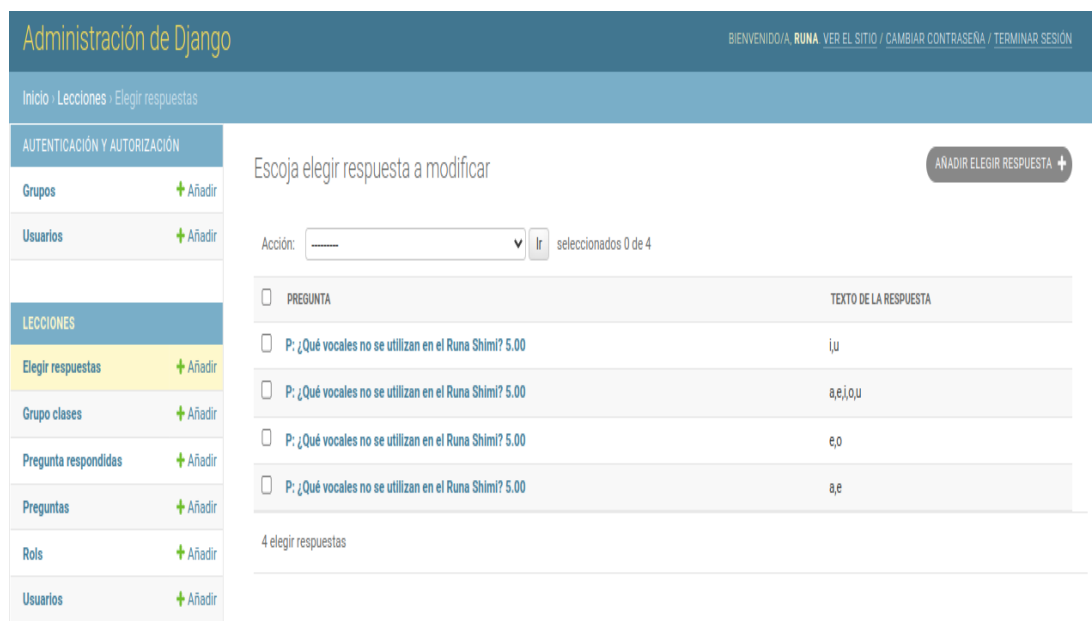 Administración de Django
BIENVENIDO/A, RUNA. VER EL SITIO / CAMBIAR CONTRASEÑA / TERMINAR SESIÓN
Inicio › Lecciones › Elegir respuestas
AUTENTICACIÓN Y AUTORIZACIÓN
Grupos + Añadir
Usuarios + Añadir
LECCIONES
Elegir respuestas + Añadir
Grupo clases + Añadir
Pregunta respondidas + Añadir
Preguntas + Añadir
Rols + Añadir
Usuarios + Añadir
Escoja elegir respuesta a modificar
AÑADIR ELEGIR RESPUESTA +
Acción: --------- Ir seleccionados 0 de 4
PREGUNTA TEXTO DE LA RESPUESTA
P: ¿Qué vocales no se utilizan en el Runa Shimi? 5.00 i,u
P: ¿Qué vocales no se utilizan en el Runa Shimi? 5.00 a,e,i,o,u
P: ¿Qué vocales no se utilizan en el Runa Shimi? 5.00 e,o
P: ¿Qué vocales no se utilizan en el Runa Shimi? 5.00 a,e
4 elegir respuestas